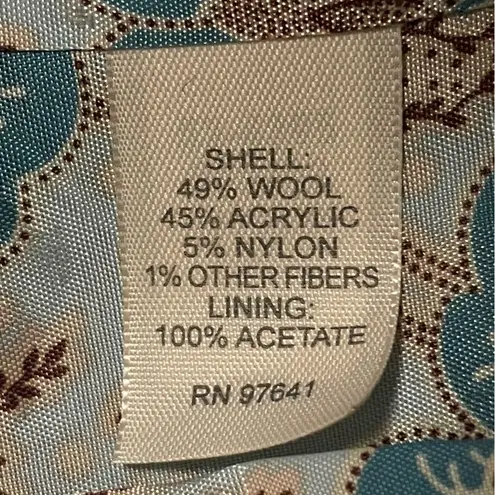 SHELL:
49% WOOL
45% ACRYLIC
5% NYLON
1% OTHER FIBERS
LINING:
100% ACETATE
RN 97641